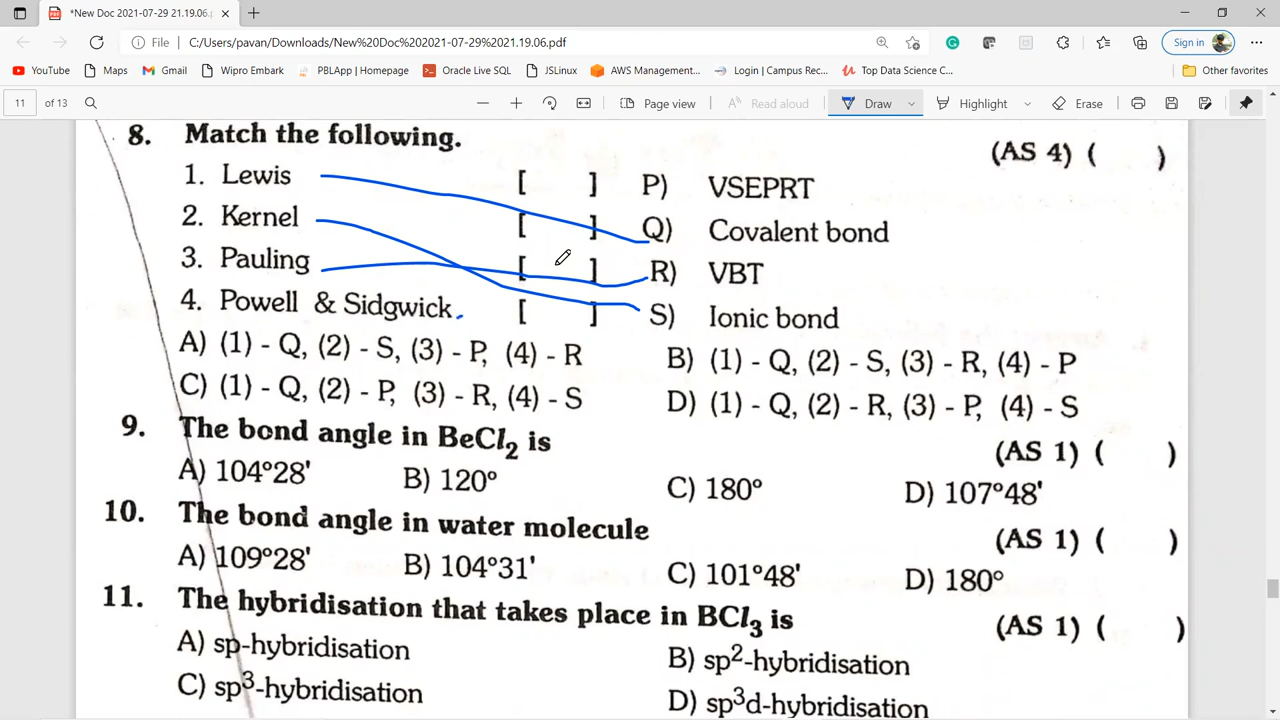 *New Doc 2021-07-29 21.19.06.p
File
C:/Users/pavan/Downloads/New%20Doc%202021-07-29%2021.19.06.pdf
Sign in
YouTube
Maps
Gmail
Wipro Embark
PBLApp | Homepage
Oracle Live SQL
JSLinux
AWS Management...
Login | Campus Rec...
Top Data Science C...
Other favorites
11 of 13
Page view
Read aloud
Draw
Highlight
Erase
8. Match the following. (AS 4) ( )
1. Lewis [ ] P) VSEPRT
2. Kernel [ ] Q) Covalent bond
3. Pauling [ ] R) VBT
4. Powell & Sidgwick [ ] S) Ionic bond
A) (1) - Q, (2) - S, (3) - P, (4) - R B) (1) - Q, (2) - S, (3) - R, (4) - P
C) (1) - Q, (2) - P, (3) - R, (4) - S D) (1) - Q, (2) - R, (3) - P, (4) - S
9. The bond angle in BeCl2 is (AS 1) ( )
A) 104°28' B) 120° C) 180° D) 107°48'
10. The bond angle in water molecule (AS 1) ( )
A) 109°28' B) 104°31' C) 101°48' D) 180°
11. The hybridisation that takes place in BCl3 is (AS 1) ( )
A) sp-hybridisation B) sp2-hybridisation
C) sp3-hybridisation D) sp3d-hybridisation